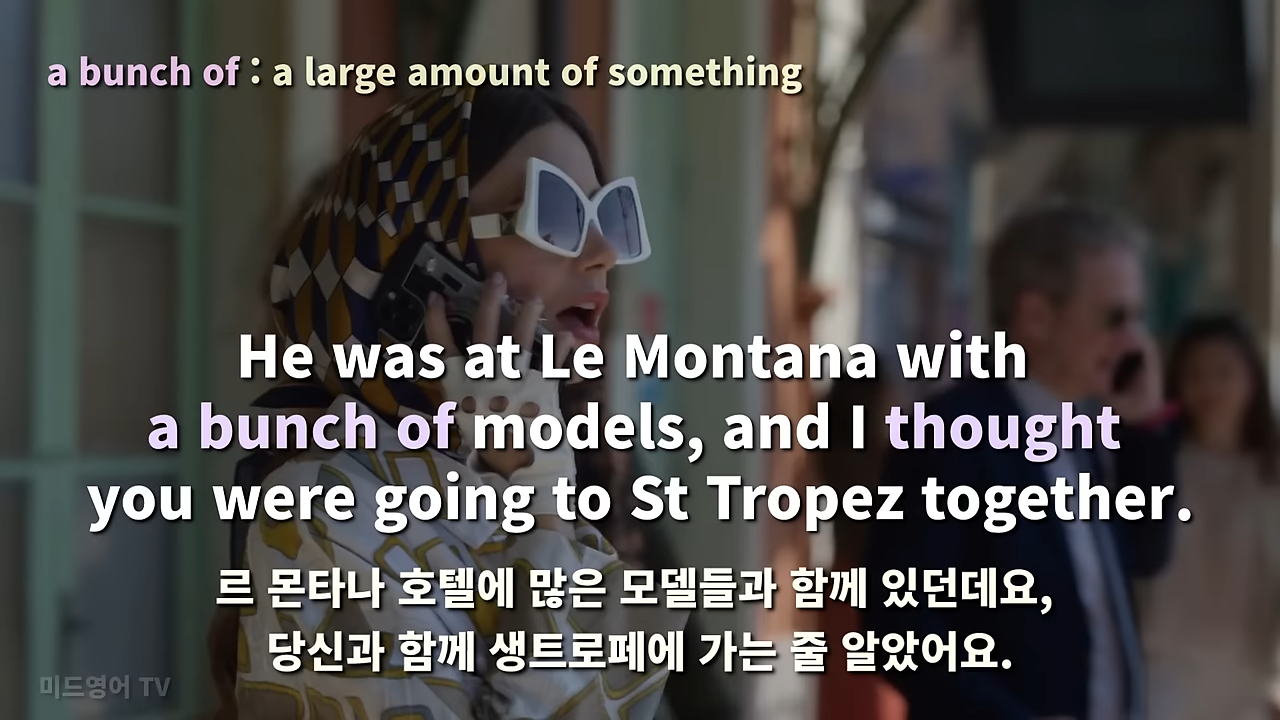 a bunch of : a large amount of something
He was at Le Montana with
a bunch of models, and I thought
you were going to St Tropez together.
르 몬타나 호텔에 많은 모델들과 함께 있던데요,
당신과 함께 생트로페에 가는 줄 알았어요.
미드영어 TV